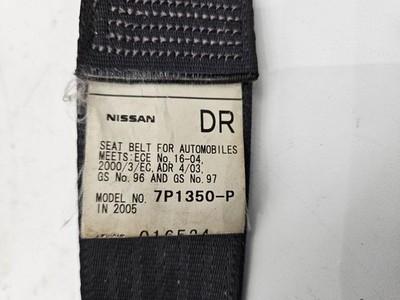 NISSAN DR
SEAT BELT FOR AUTOMOBILES
MEETS:ECE No.16-04,
2000/3/EC, ADR 4/03,
GS No.96 AND GS No.97
MODEL NO. 7P1350-P
IN 2005